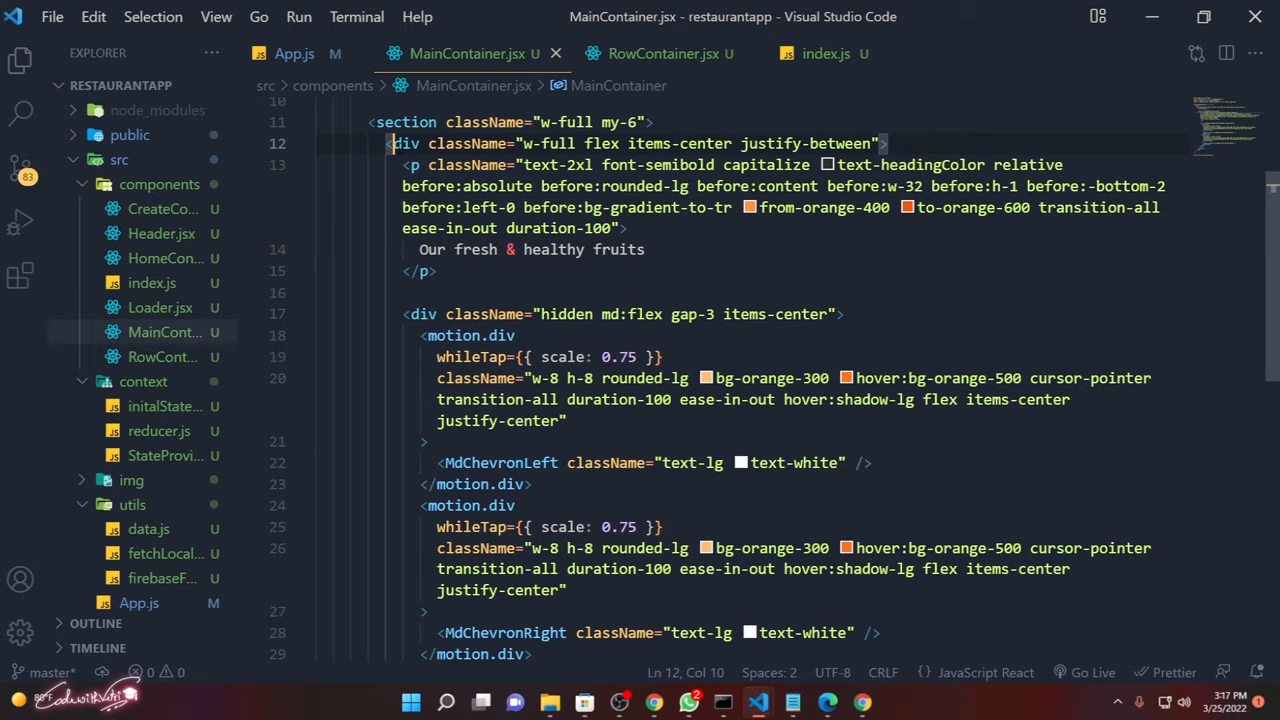 File Edit Selection View Go Run Terminal Help MainContainer.jsx - restaurantapp - Visual Studio Code
EXPLORER
App.js M MainContainer.jsx U RowContainer.jsx U index.js U
src components MainContainer.jsx MainContainer
RESTAURANTAPP
node_modules
public
src
components
CreateCo... U
Header.jsx U
HomeCon... U
index.js U
Loader.jsx U
MainCont... U
RowCont... U
context
initalState... U
reducer.js U
StateProvi... U
img
utils
data.js U
fetchLocal... U
firebaseF... U
App.js M
OUTLINE
TIMELINE
83
10
11 <section className="w-full my-6">
12 <div className="w-full flex items-center justify-between">
13 <p className="text-2xl font-semibold capitalize text-headingColor relative
before:absolute before:rounded-lg before:content before:w-32 before:h-1 before:-bottom-2
before:left-0 before:bg-gradient-to-tr from-orange-400 to-orange-600 transition-all
ease-in-out duration-100">
14 Our fresh & healthy fruits
15 </p>
16
17 <div className="hidden md:flex gap-3 items-center">
18 <motion.div
19 whileTap={{ scale: 0.75 }}
20 className="w-8 h-8 rounded-lg bg-orange-300 hover:bg-orange-500 cursor-pointer
transition-all duration-100 ease-in-out hover:shadow-lg flex items-center
justify-center"
21 >
22 <MdChevronLeft className="text-lg text-white" />
23 </motion.div>
24 <motion.div
25 whileTap={{ scale: 0.75 }}
26 className="w-8 h-8 rounded-lg bg-orange-300 hover:bg-orange-500 cursor-pointer
transition-all duration-100 ease-in-out hover:shadow-lg flex items-center
justify-center"
27 >
28 <MdChevronRight className="text-lg text-white" />
29 </motion.div>
master* 0 0 Ln 12, Col 10 Spaces: 2 UTF-8 CRLF JavaScript React Go Live Prettier
80°F
2
3:17 PM
3/25/2022
1